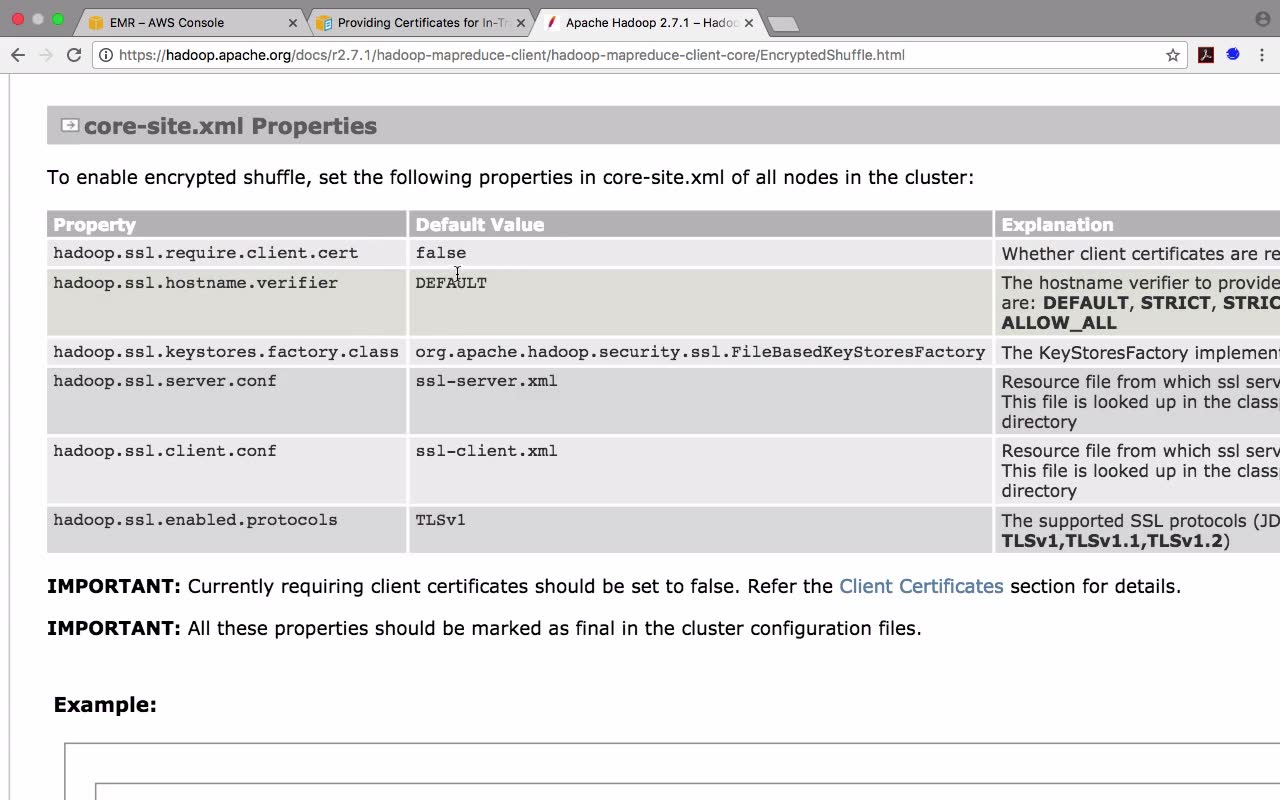 EMR – AWS Console
Providing Certificates for In-Tr
Apache Hadoop 2.7.1 – Hado
https://hadoop.apache.org/docs/r2.7.1/hadoop-mapreduce-client/hadoop-mapreduce-client-core/EncryptedShuffle.html
core-site.xml Properties
To enable encrypted shuffle, set the following properties in core-site.xml of all nodes in the cluster:
Property Default Value Explanation
hadoop.ssl.require.client.cert false Whether client certificates are re
hadoop.ssl.hostname.verifier DEFAULT The hostname verifier to provide
are: DEFAULT, STRICT, STRIC
ALLOW_ALL
hadoop.ssl.keystores.factory.class org.apache.hadoop.security.ssl.FileBasedKeyStoresFactory The KeyStoresFactory implement
hadoop.ssl.server.conf ssl-server.xml Resource file from which ssl serv
This file is looked up in the class
directory
hadoop.ssl.client.conf ssl-client.xml Resource file from which ssl serv
This file is looked up in the class
directory
hadoop.ssl.enabled.protocols TLSv1 The supported SSL protocols (JD
TLSv1,TLSv1.1,TLSv1.2)
IMPORTANT: Currently requiring client certificates should be set to false. Refer the Client Certificates section for details.
IMPORTANT: All these properties should be marked as final in the cluster configuration files.
Example: